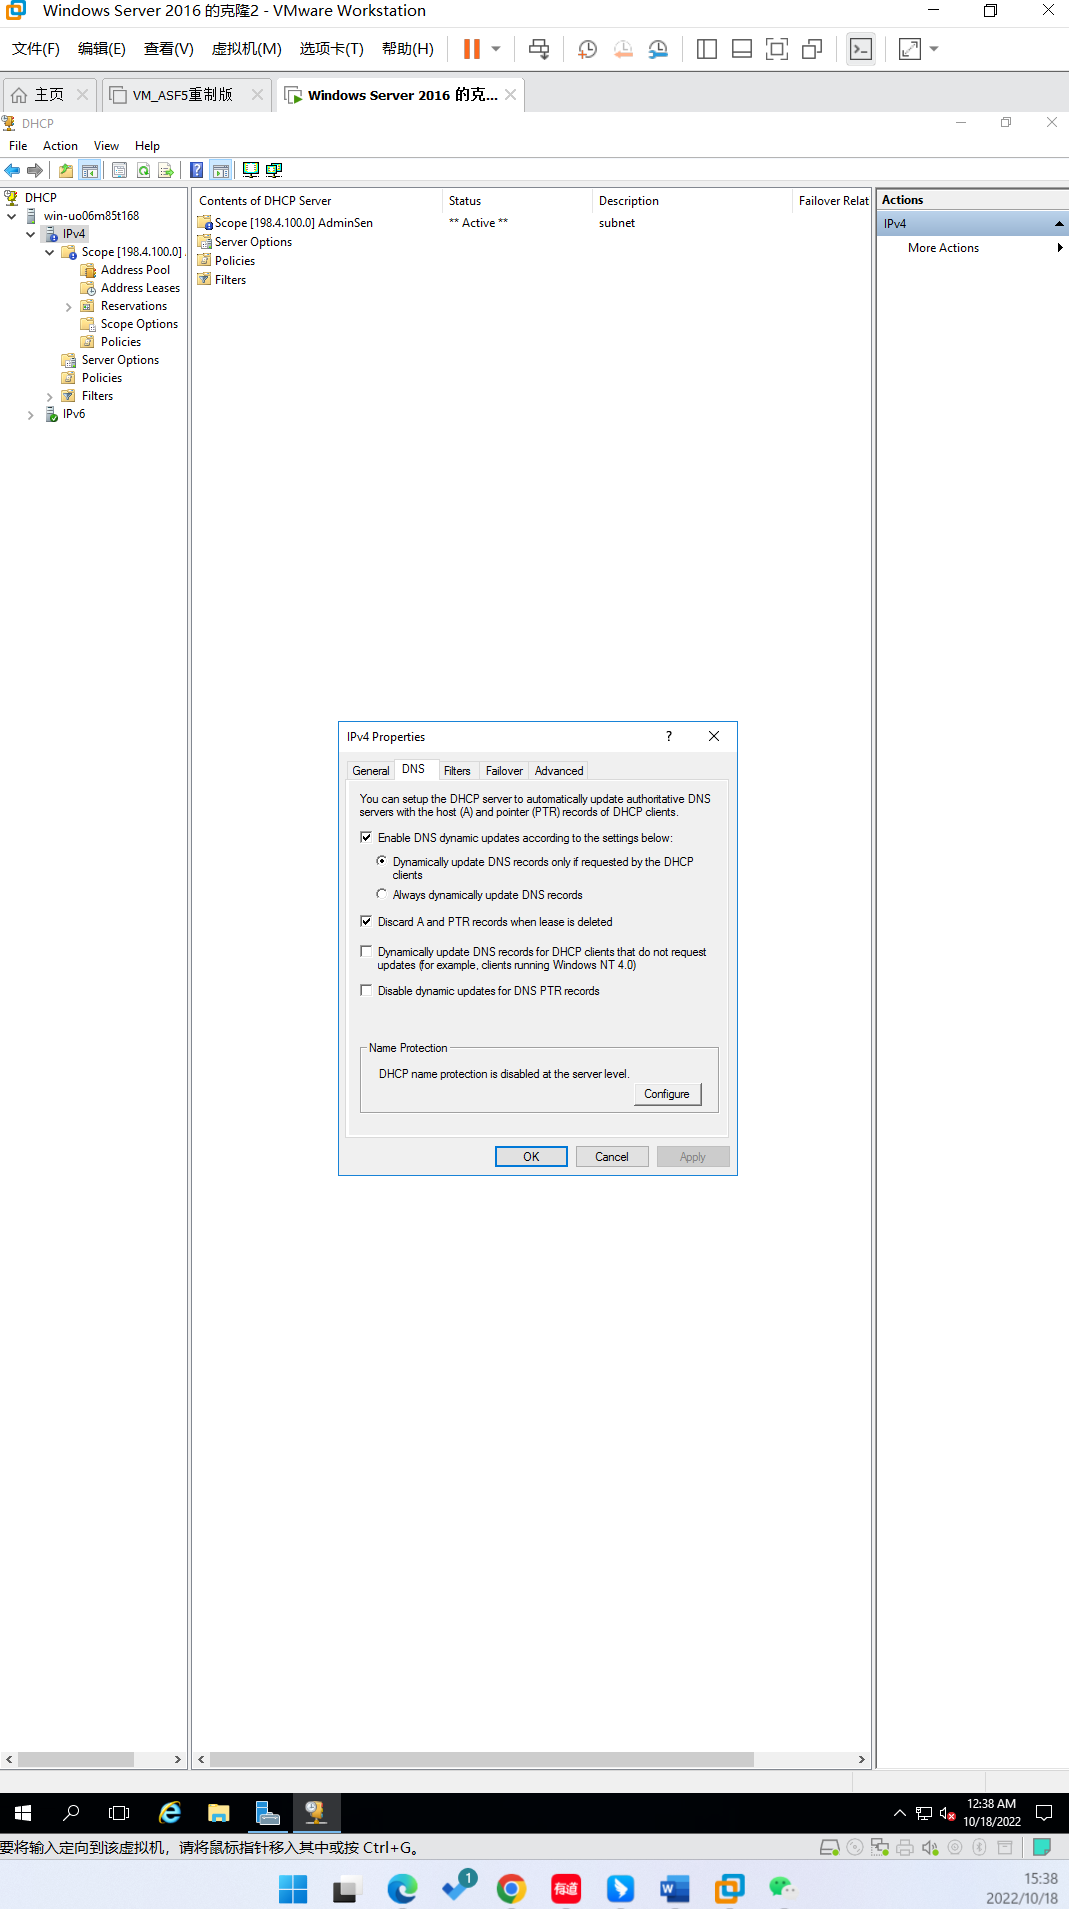 Windows Server 2016 的克隆2 - VMware Workstation
文件(F) 编辑(E) 查看(V) 虚拟机(M) 选项卡(T) 帮助(H)
主页 VM_ASF5重制版 Windows Server 2016 的克...
DHCP
File Action View Help
DHCP
win-uo06m85t168
IPv4
Scope [198.4.100.0]
Address Pool
Address Leases
Reservations
Scope Options
Policies
Server Options
Policies
Filters
IPv6
Contents of DHCP Server Status Description Failover Relat
Scope [198.4.100.0] AdminSen ** Active ** subnet
Server Options
Policies
Filters
Actions
IPv4
More Actions
IPv4 Properties
General DNS Filters Failover Advanced
You can setup the DHCP server to automatically update authoritative DNS
servers with the host (A) and pointer (PTR) records of DHCP clients.
Enable DNS dynamic updates according to the settings below:
Dynamically update DNS records only if requested by the DHCP
clients
Always dynamically update DNS records
Discard A and PTR records when lease is deleted
Dynamically update DNS records for DHCP clients that do not request
updates (for example, clients running Windows NT 4.0)
Disable dynamic updates for DNS PTR records
Name Protection
DHCP name protection is disabled at the server level.
Configure
OK Cancel Apply
12:38 AM
10/18/2022
要将输入定向到该虚拟机，请将鼠标指针移入其中或按 Ctrl+G。
1
有道
15:38
2022/10/18